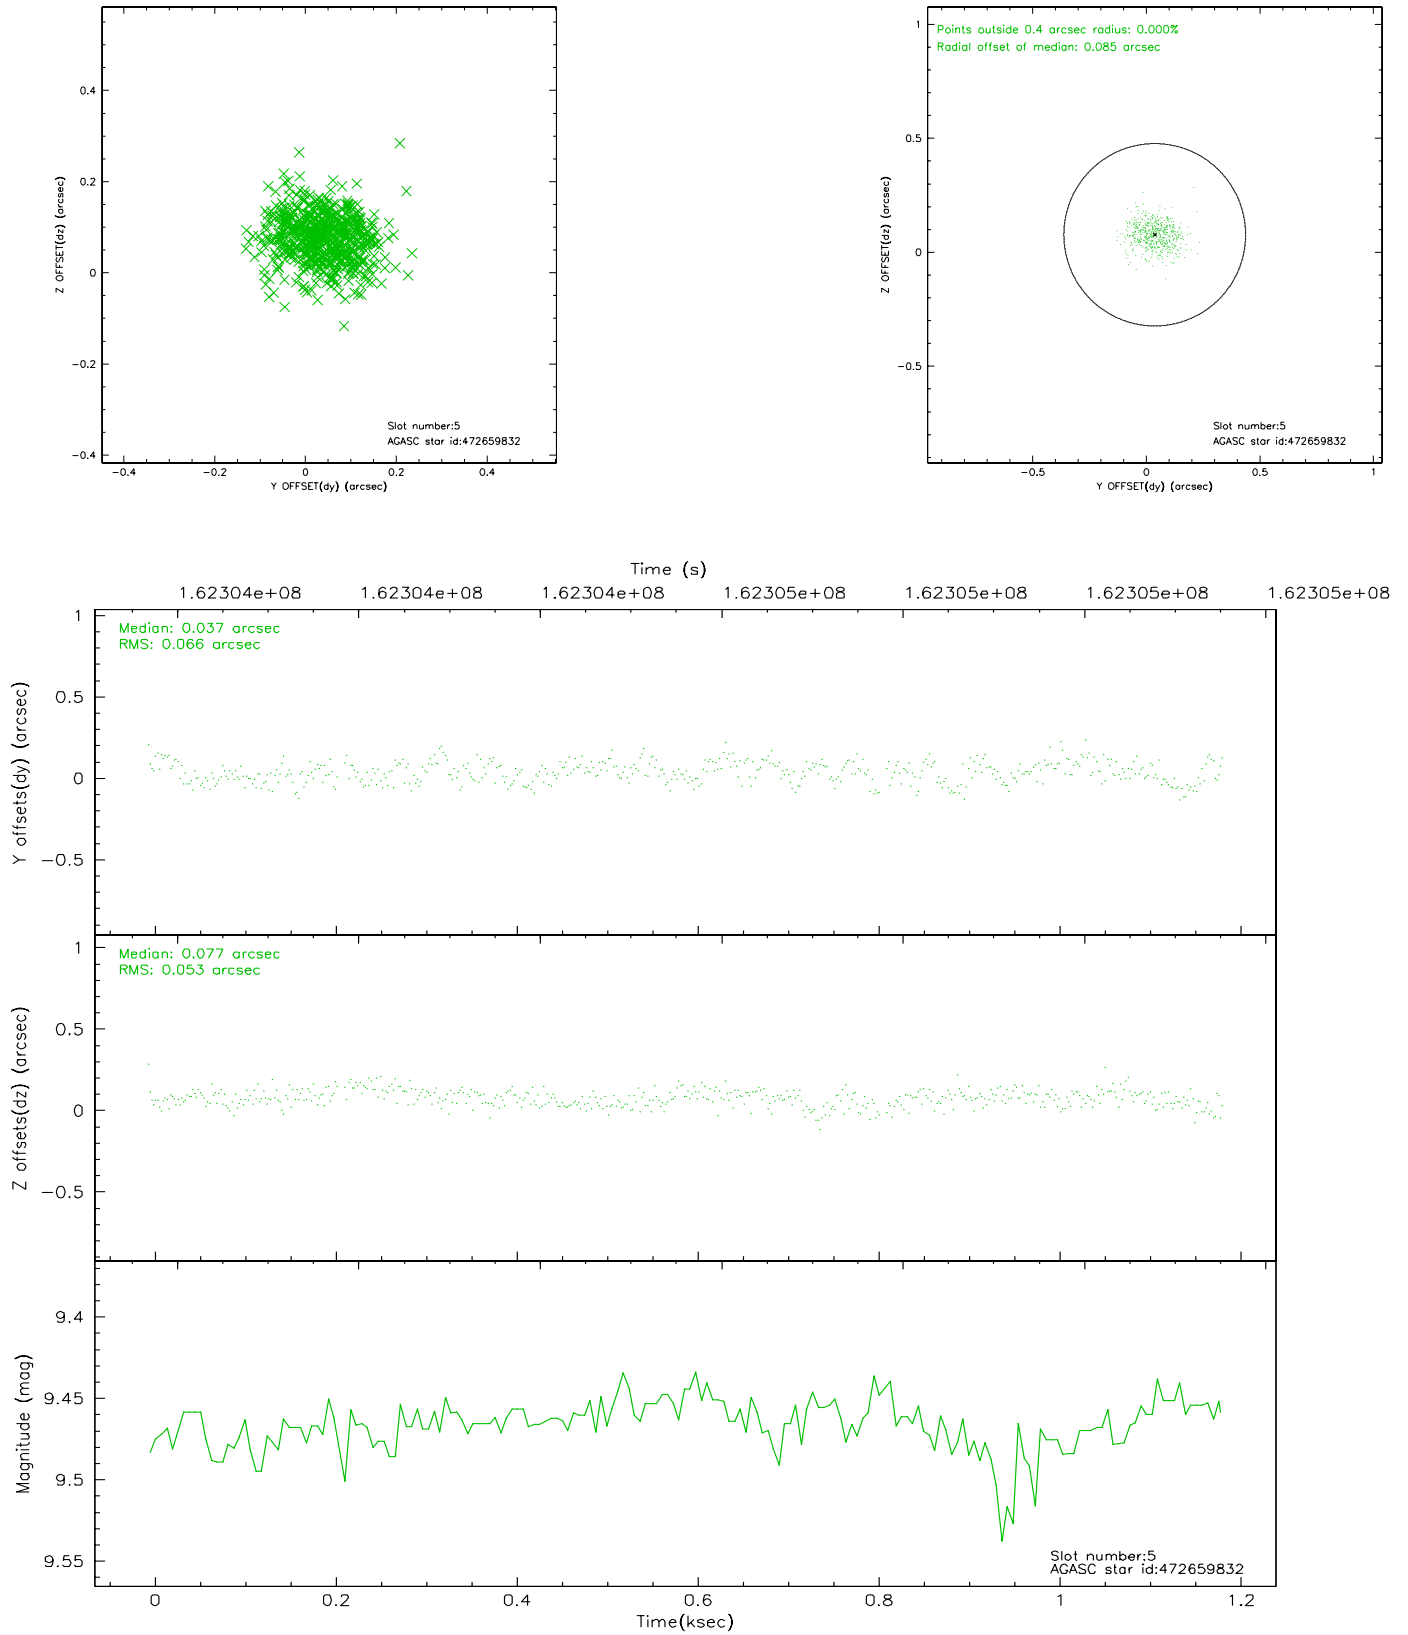 0.4
0.2
0
−0.2
−0.4
Z OFFSET(dz) (arcsec)
Slot number:5
AGASC star id:472659832
−0.4
−0.2
0
0.2
0.4
Y OFFSET(dy) (arcsec)
Points outside 0.4 arcsec radius: 0.000%
Radial offset of median: 0.085 arcsec
1
0.5
0
−0.5
Z OFFSET(dz) (arcsec)
Slot number:5
AGASC star id:472659832
−0.5
0
0.5
1
Y OFFSET(dy) (arcsec)
Time (s)
1.62304e+08
1.62304e+08
1.62304e+08
1.62305e+08
1.62305e+08
1.62305e+08
1.62305e+08
Median: 0.037 arcsec
RMS: 0.066 arcsec
1
0.5
0
−0.5
Y offsets(dy) (arcsec)
Median: 0.077 arcsec
RMS: 0.053 arcsec
1
0.5
0
−0.5
Z offsets(dz) (arcsec)
9.4
9.45
9.5
9.55
Magnitude (mag)
Slot number:5
AGASC star id:472659832
0
0.2
0.4
0.6
0.8
1
1.2
Time(ksec)